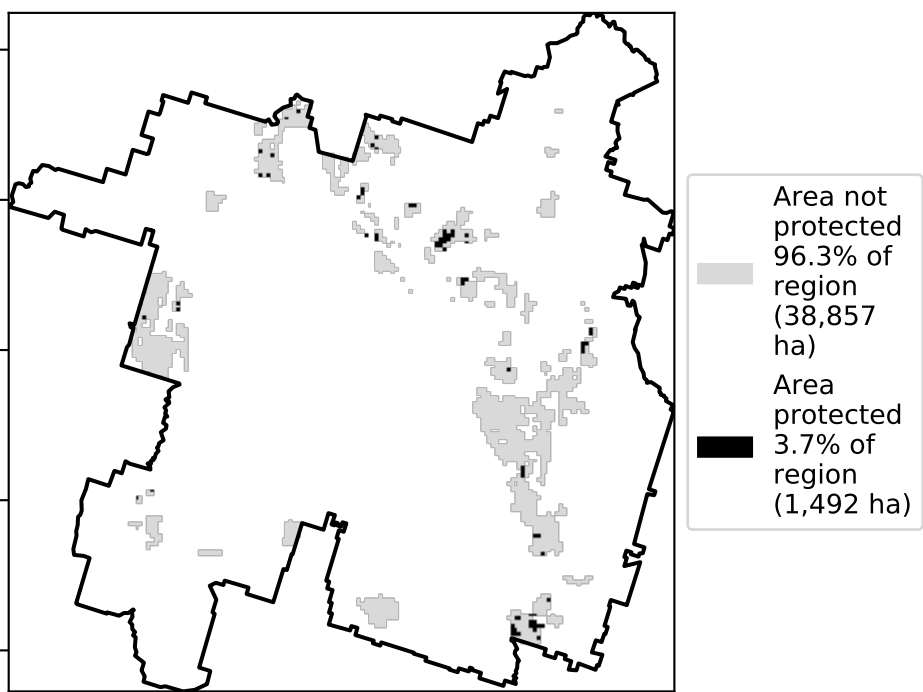 Area not
protected
96.3% of
region
(38,857
ha)
Area
protected
3.7% of
region
(1,492 ha)